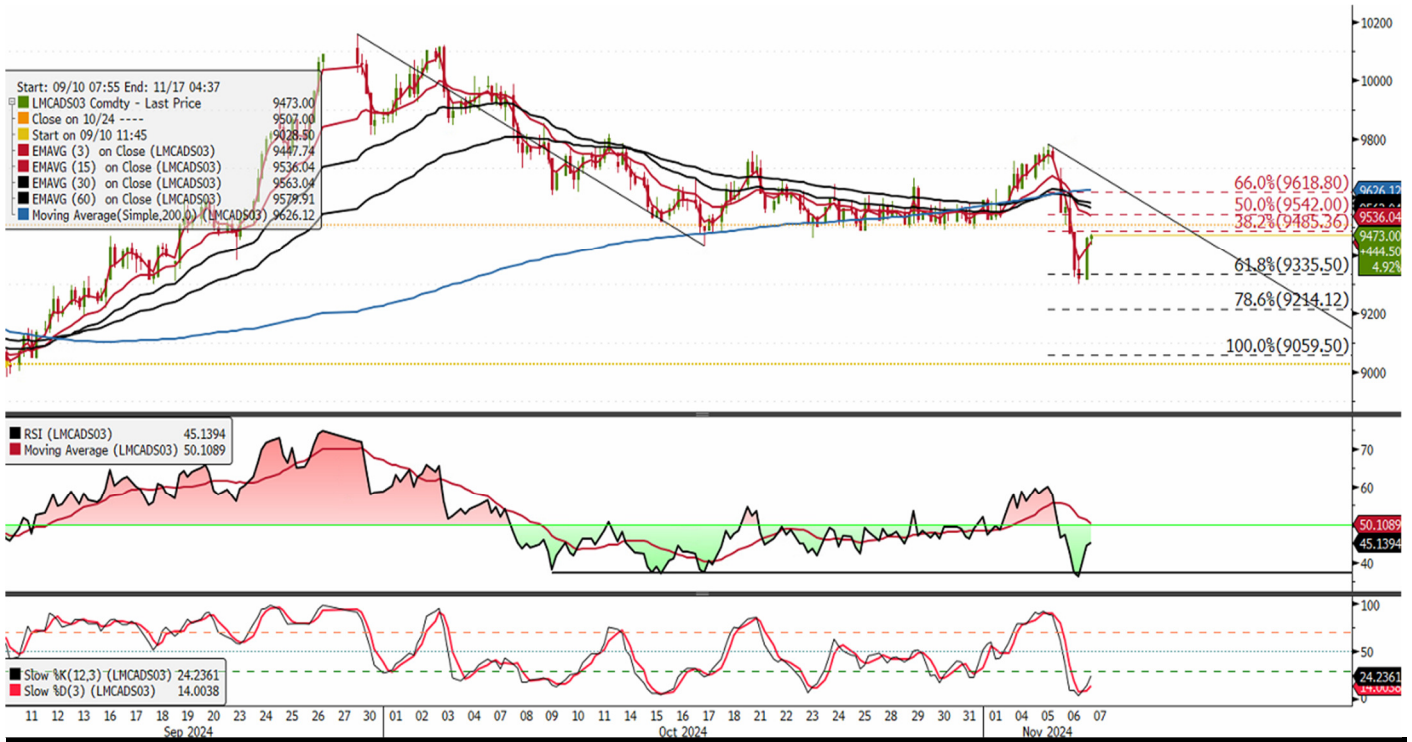 Start: 09/10 07:55 End: 11/17 04:37
LMCADS03 Comdty - Last Price 9473.00
Close on 10/24 ---- 9507.00
Start on 09/10 11:45 9028.50
EMAVG (3) on Close (LMCADS03) 9447.74
EMAVG (15) on Close (LMCADS03) 9536.04
EMAVG (30) on Close (LMCADS03) 9563.04
EMAVG (60) on Close (LMCADS03) 9579.91
Moving Average(Simple,200,0) (LMCADS03) 9626.12
10200
10000
9800
66.0%(9618.80)
9626.12
50.0%(9542.00)
9536.04
38.2%(9485.36)
9473.00
+444.50
4.92%
61.8%(9335.50)
78.6%(9214.12)
9200
100.0%(9059.50)
9000
RSI (LMCADS03) 45.1394
Moving Average (LMCADS03) 50.1089
70
60
50.1089
45.1394
40
Slow %K(12,3) (LMCADS03) 24.2361
Slow %D(3) (LMCADS03) 14.0038
100
50
24.2361
14.0038
0
11 12 13 16 17 18 19 20 23 24 25 26 27 30 01 02 03 04 07 08 09 10 11 14 15 16 17 18 21 22 23 24 25 28 29 30 31 01 04 05 06 07
Sep 2024 Oct 2024 Nov 2024